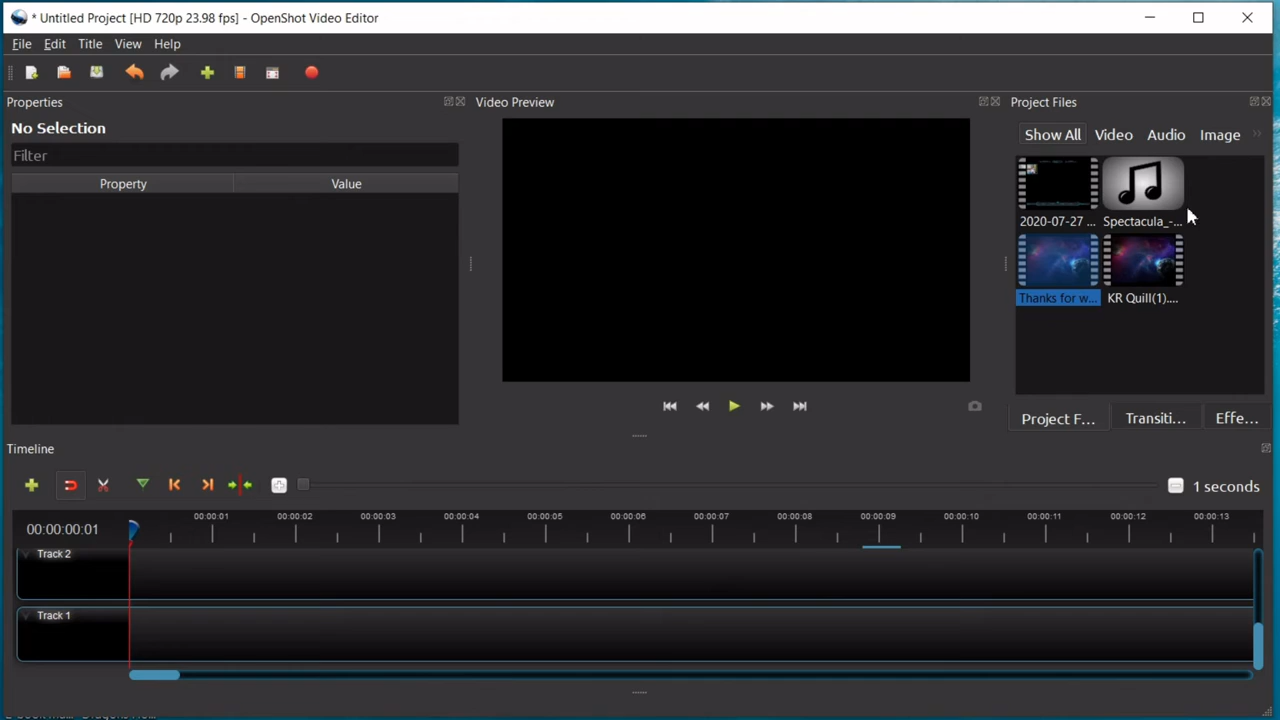 * Untitled Project [HD 720p 23.98 fps] - OpenShot Video Editor
File Edit Title View Help
Properties
Video Preview
Project Files
No Selection
Show All Video Audio Image
Filter
Property Value
2020-07-27 ... Spectacula_-...
Thanks for w... KR Quill(1)....
Project F... Transiti... Effe...
Timeline
1 seconds
00:00:00:01
00:00:01 00:00:02 00:00:03 00:00:04 00:00:05 00:00:06 00:00:07 00:00:08 00:00:09 00:00:10 00:00:11 00:00:12 00:00:13
Track 2
Track 1